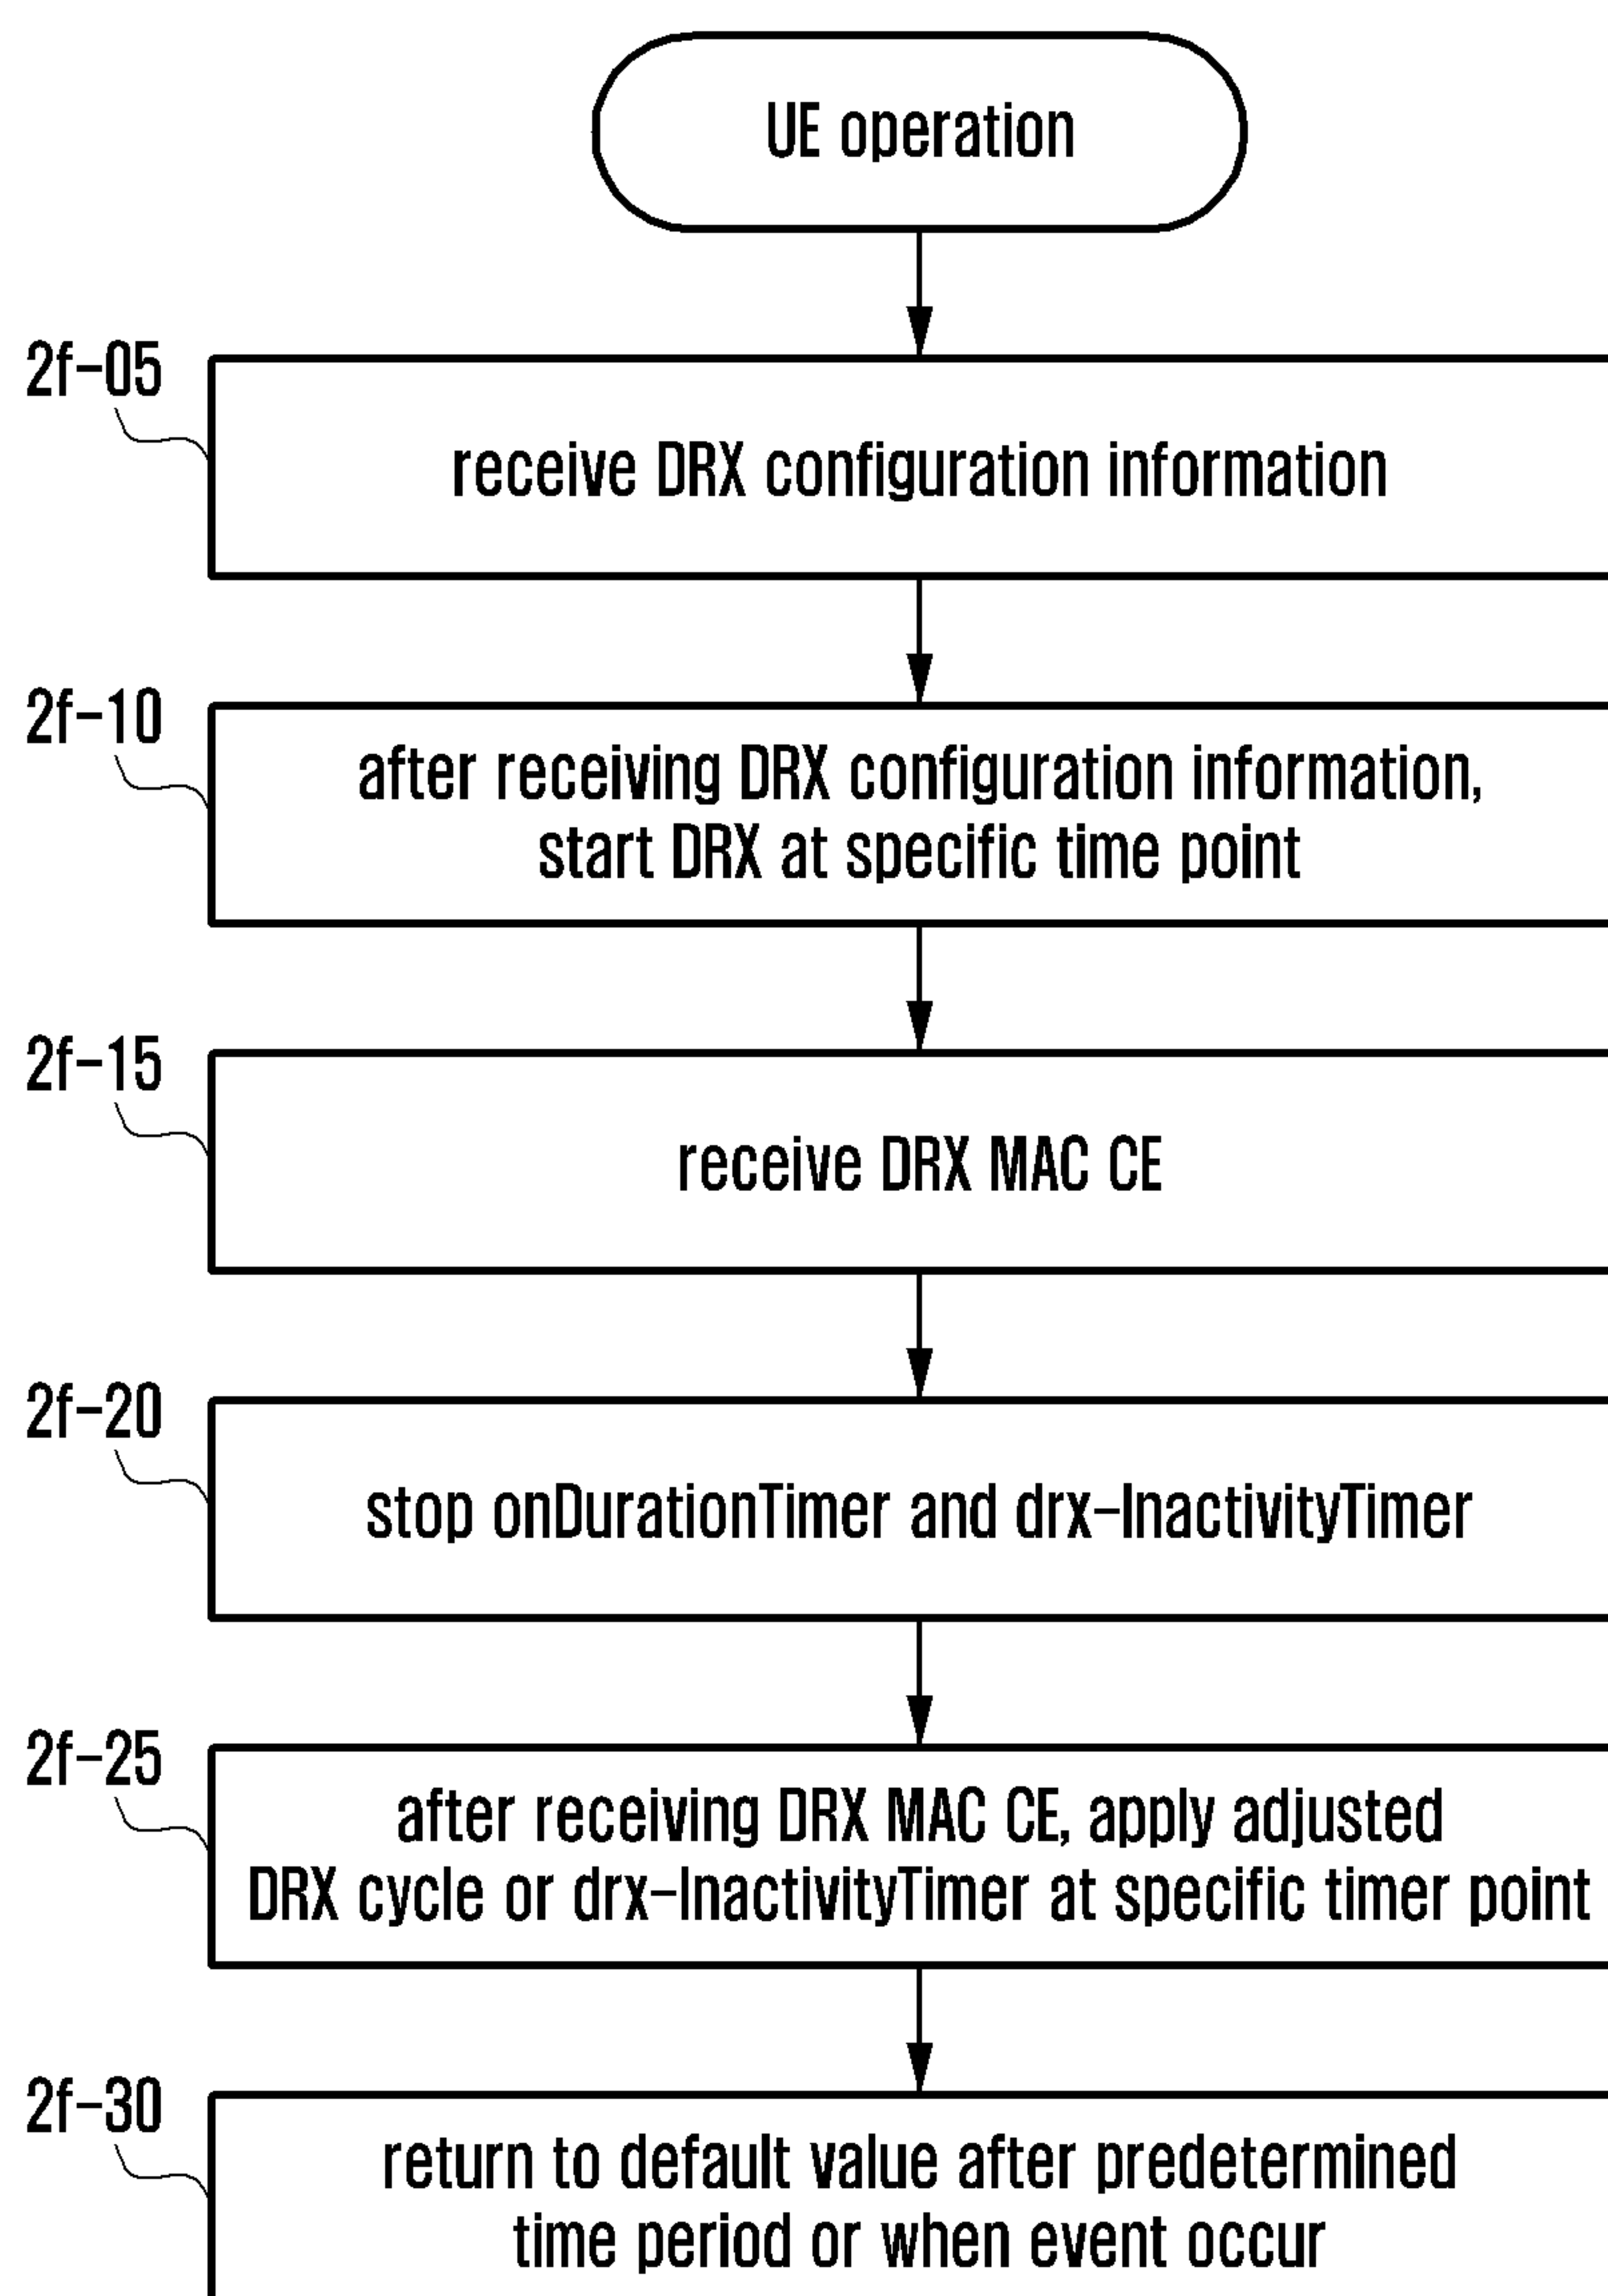 UE operation
2f-05
receive DRX configuration information
2f-10
after receiving DRX configuration information,
start DRX at specific time point
2f-15
receive DRX MAC CE
2f-20
stop onDurationTimer and drx-InactivityTimer
2f-25
after receiving DRX MAC CE, apply adjusted
DRX cycle or drx-InactivityTimer at specific timer point
2f-30
return to default value after predetermined
time period or when event occur